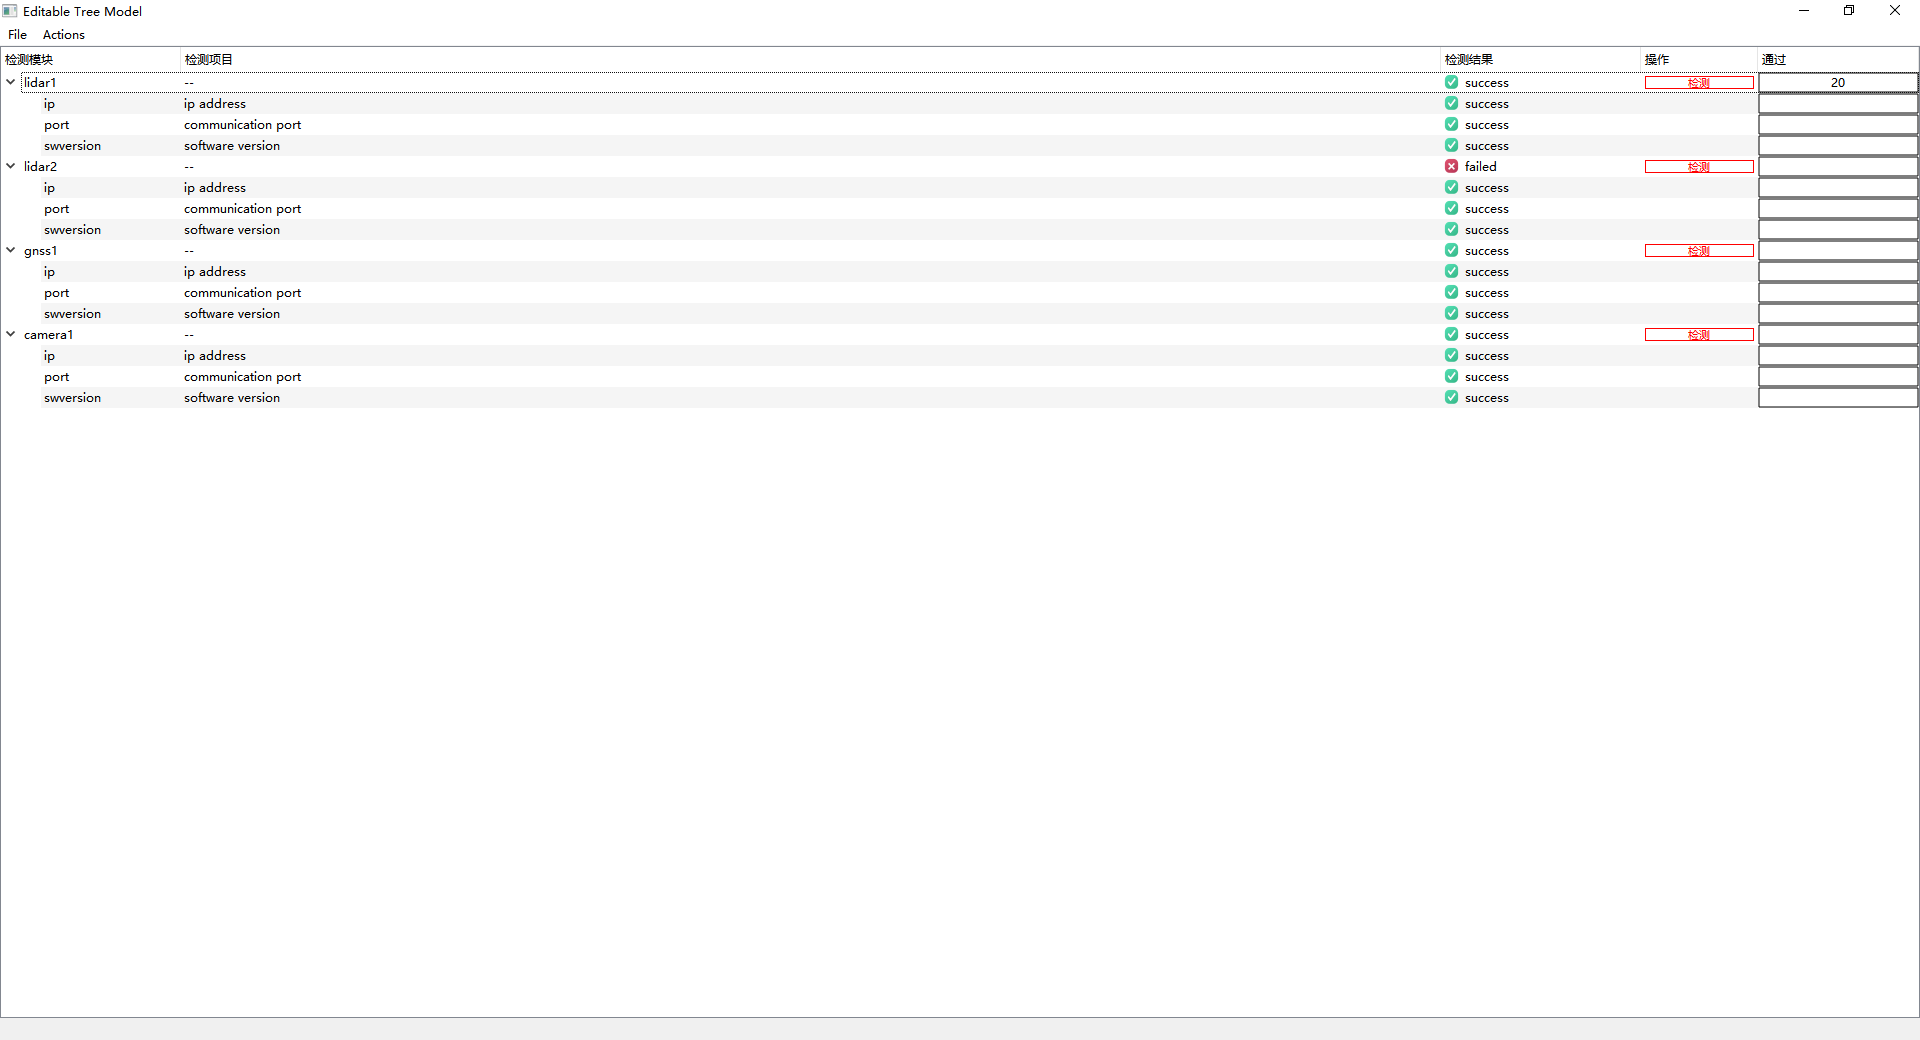 Editable Tree Model
File Actions
检测模块 检测项目 检测结果 操作 通过
lidar1 -- success 检测 20
ip ip address success
port communication port success
swversion software version success
lidar2 -- failed 检测
ip ip address success
port communication port success
swversion software version success
gnss1 -- success 检测
ip ip address success
port communication port success
swversion software version success
camera1 -- success 检测
ip ip address success
port communication port success
swversion software version success